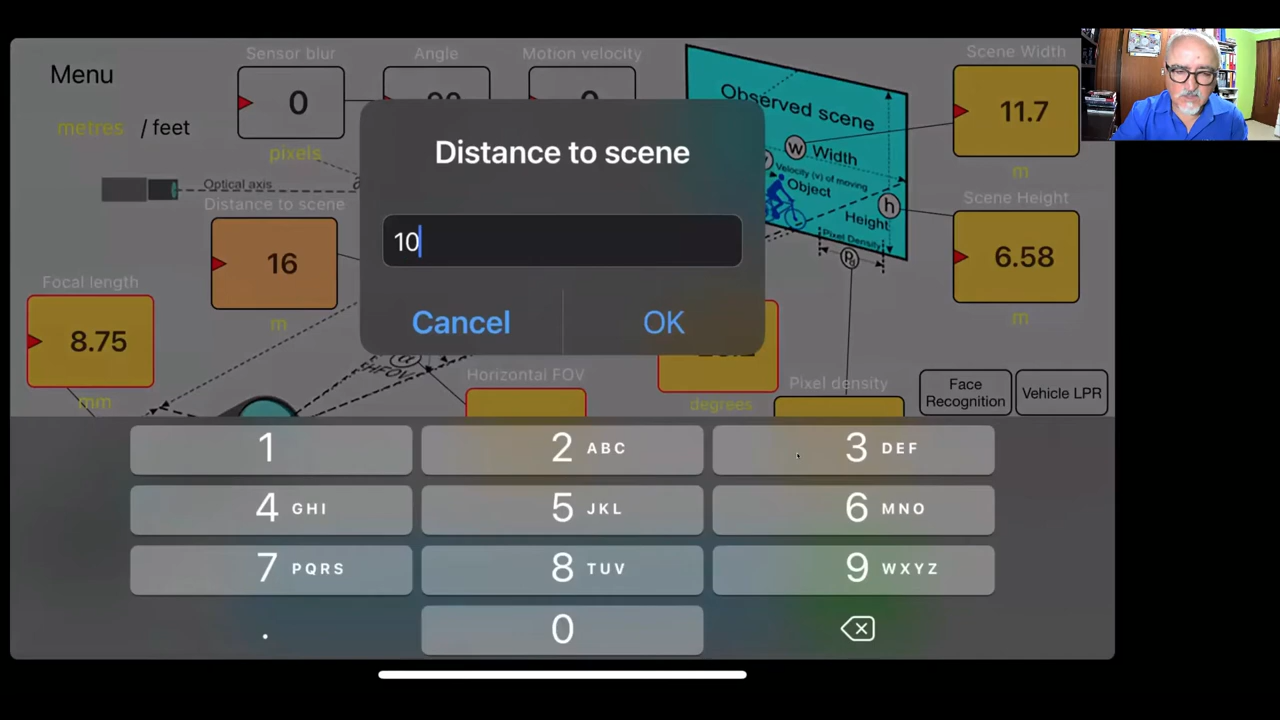 Menu
metres / feet
Sensor blur
0
pixels
Angle
Motion velocity
Optical axis
Distance to scene
16
m
Focal length
8.75
mm
Distance to scene
10
Cancel
OK
Observed scene
w Width
Velocity (v) of moving
Object
h
Height
Pixel Density
Scene Width
11.7
m
Scene Height
6.58
m
HFOV
Horizontal FOV
degrees
Pixel density
Face
Recognition
Vehicle LPR
1
2 ABC
3 DEF
4 GHI
5 JKL
6 MNO
7 PQRS
8 TUV
9 WXYZ
.
0